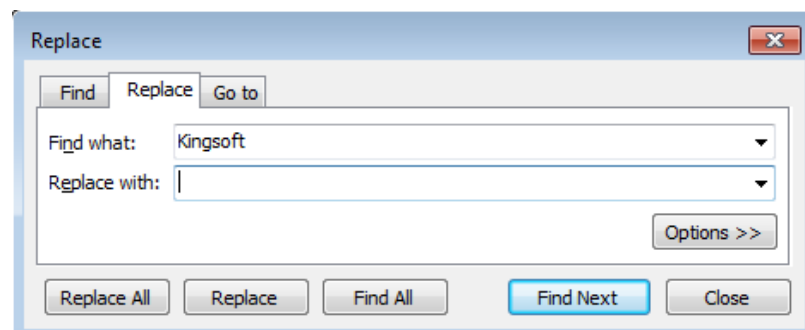 Replace
Find Replace Go to
Find what: Kingsoft
Replace with:
Options >>
Replace All Replace Find All Find Next Close